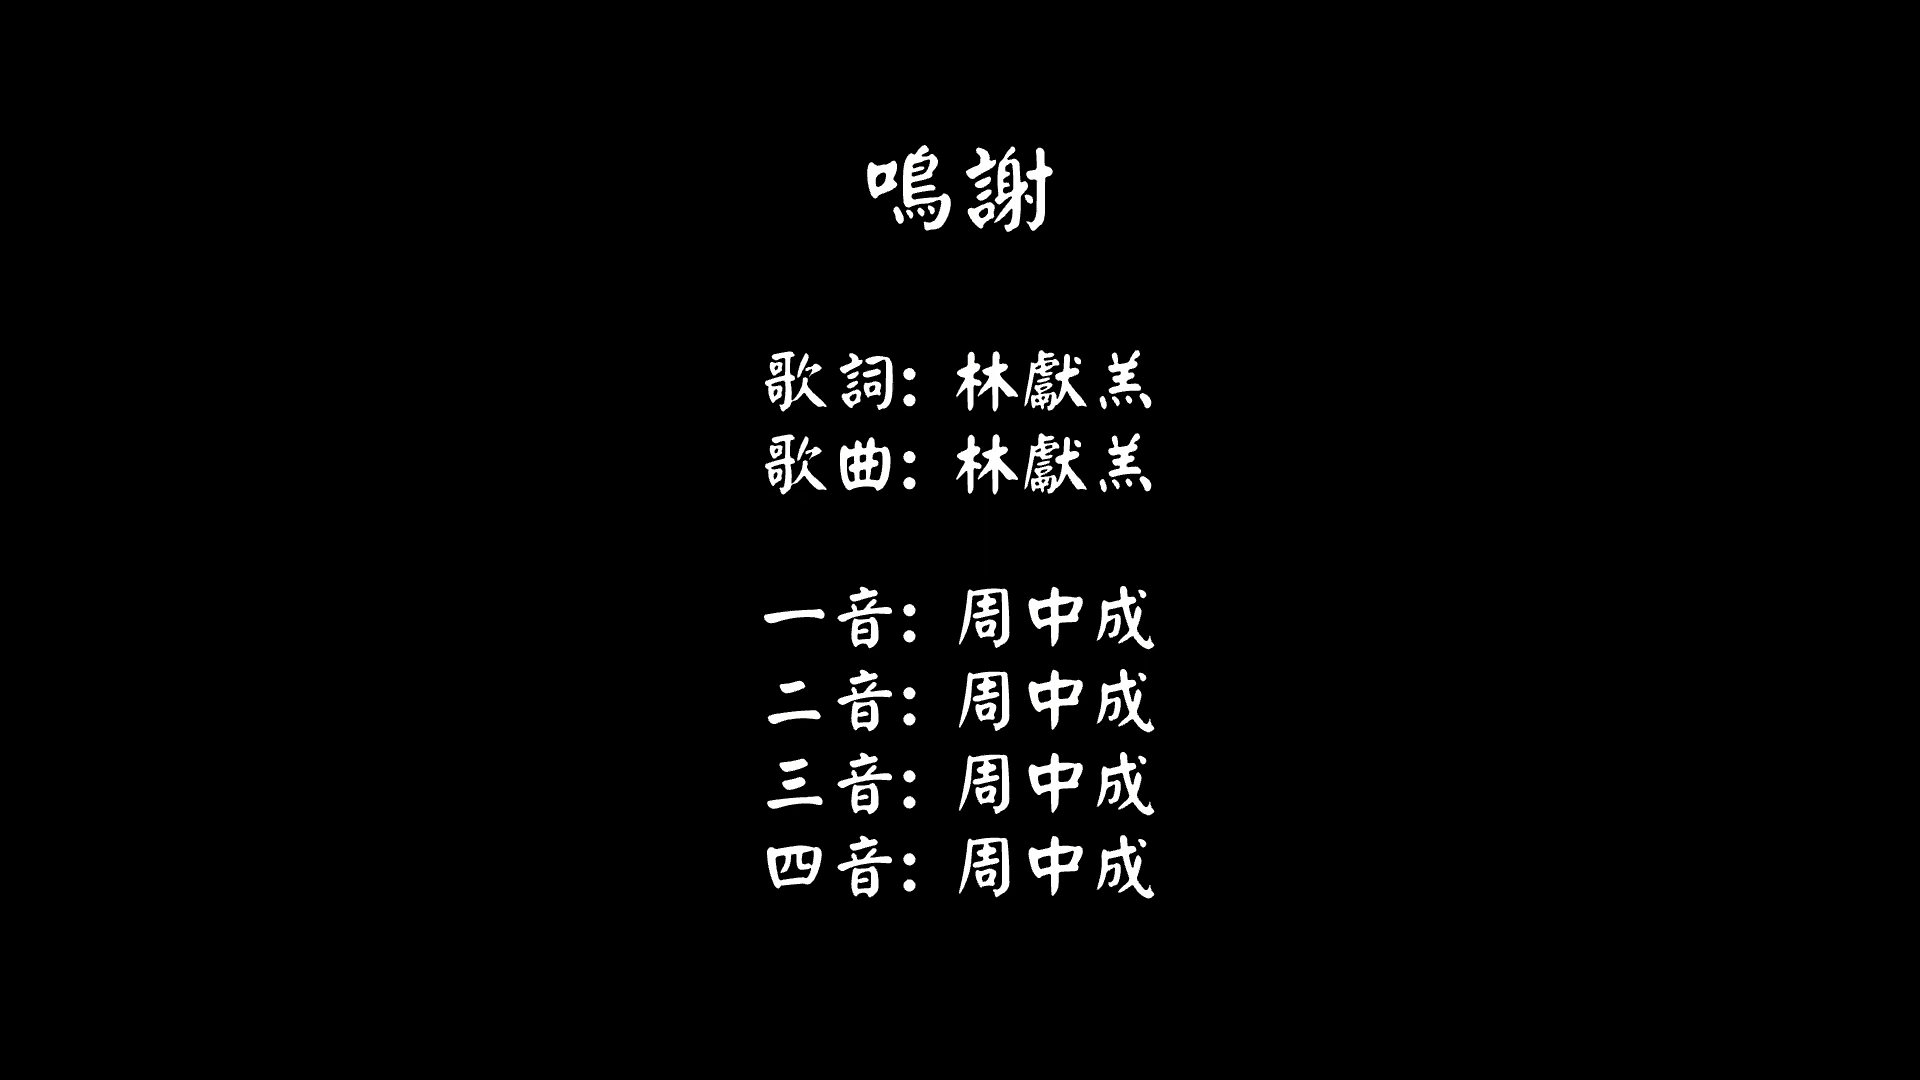 鳴謝
歌詞: 林獻羔
歌曲: 林獻羔
一音: 周中成
二音: 周中成
三音: 周中成
四音: 周中成